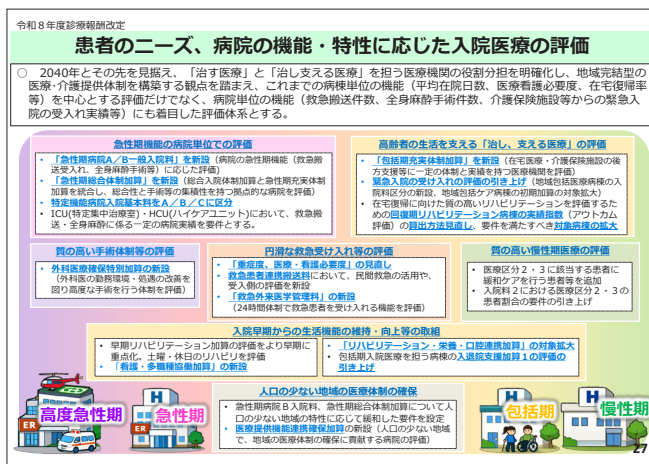 令和８年度診療報酬改定
患者のニーズ、病院の機能・特性に応じた入院医療の評価
○　2040年とその先を見据え、「治す医療」と「治し支える医療」を担う医療機関の役割分担を明確化し、地域完結型の
医療・介護提供体制を構築する観点を踏まえ、これまでの病棟単位の機能（平均在院日数、医療看護必要度、在宅復帰率
等）を中心とする評価だけでなく、病院単位の機能（救急搬送件数、全身麻酔手術件数、介護保険施設等からの緊急入
院の受入れ実績等）にも着目した評価体系とする。
急性期機能の病院単位での評価
・「急性期病院Ａ／Ｂ一般入院料」を新設（病院の急性期機能（救急搬
送受入れ、全身麻酔手術等）に応じた評価）
・「急性期総合体制加算」を新設（総合入院体制加算と急性期充実体制
加算を統合し、総合性と手術等の集積性を持つ拠点的な病院を評価）
・特定機能病院入院基本料をＡ／Ｂ／Ｃに区分
・ICU(特定集中治療室)・HCU(ハイケアユニット)において、救急搬
送・全身麻酔に係る一定の病院実績を要件とする。
高齢者の生活を支える「治し、支える医療」の評価
・「包括期充実体制加算」を新設（在宅医療・介護保険施設の後
方支援等に一定の体制と実績を持つ医療機関を評価）
・緊急入院の受け入れの評価の引き上げ（地域包括医療病棟の入
院料区分の新設、地域包括ケア病棟の初期加算の対象拡大）
・在宅復帰に向けた質の高いリハビリテーションを評価するた
めの回復期リハビリテーション病棟の実績指数（アウトカム
評価）の算出方法見直し、要件を満たすべき対象病棟の拡大
質の高い手術体制等の評価
・外科医療確保特別加算の新設
（外科医の勤務環境・処遇の改善を
図り高度な手術を行う体制を評価）
円滑な救急受け入れ等の評価
・「重症度、医療・看護必要度」の見直し
・救急患者連携搬送料において、民間救急の活用や、
受入側の評価を新設
・「救急外来医学管理料」の新設
（24時間体制で救急患者を受け入れる機能を評価）
質の高い慢性期医療の評価
・医療区分２・３に該当する患者に
緩和ケアを行う患者等を追加
・入院料２における医療区分２・３の
患者割合の要件の引き上げ
入院早期からの生活機能の維持・向上等の取組
・早期リハビリテーション加算の評価をより早期に
重点化。土曜・休日のリハビリを評価
・「看護・多職種協働加算」の新設
・「リハビリテーション・栄養・口腔連携加算」の対象拡大
・包括期入院医療を担う病棟の入退院支援加算１の評価の
引き上げ
人口の少ない地域の医療体制の確保
・急性期病院Ｂ入院料、急性期総合体制加算について人
口の少ない地域の特性に応じて緩和した要件を設定
・医療提供機能連携確保加算の新設（人口の少ない地域
で、地域の医療体制の確保に貢献する病院の評価）
高度急性期
急性期
包括期
慢性期
H
H
H
ER
ER
27